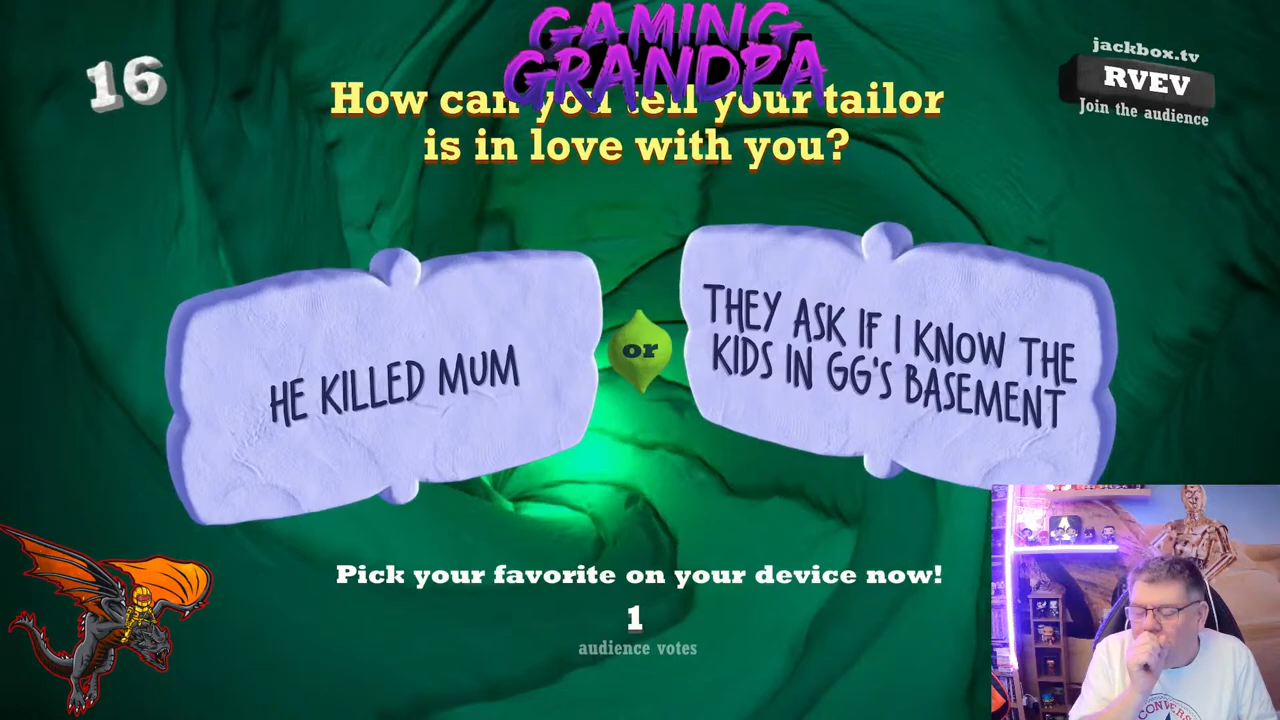 GAMING
GRANDPA
16
How can you tell your tailor
is in love with you?
jackbox.tv
RVEV
Join the audience
HE KILLED MUM
or
THEY ASK IF I KNOW THE
KIDS IN GG'S BASEMENT
Pick your favorite on your device now!
1
audience votes
CONVERS